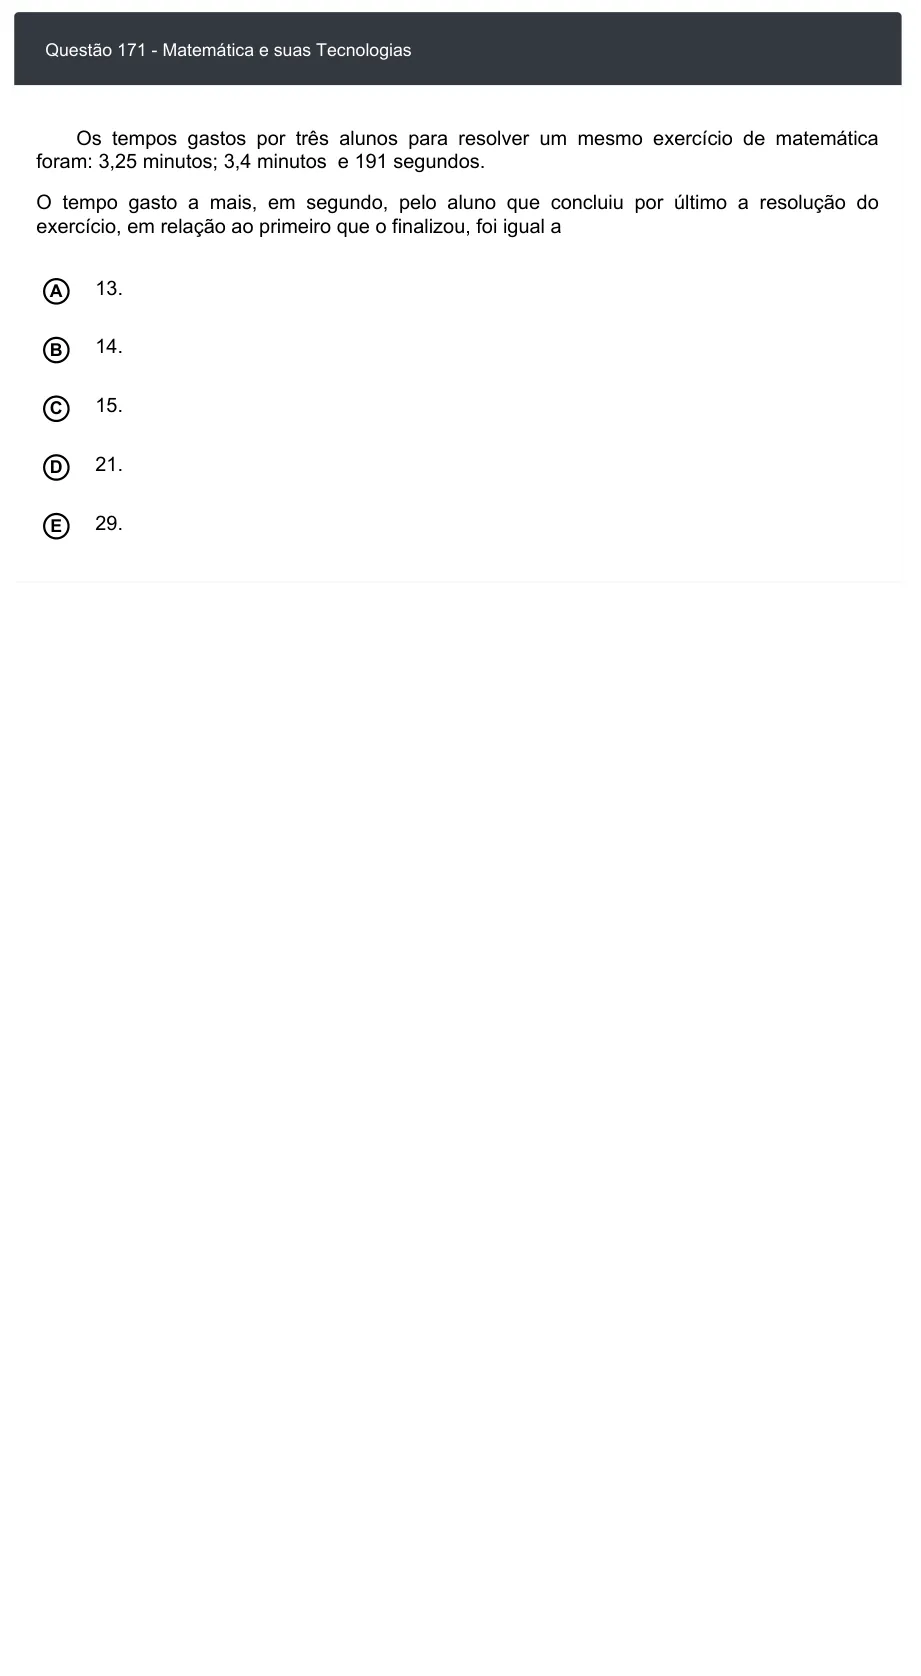 Questão 171 - Matemática e suas Tecnologias
Os tempos gastos por três alunos para resolver um mesmo exercício de matemática
foram: 3,25 minutos; 3,4 minutos e 191 segundos.
O tempo gasto a mais, em segundo, pelo aluno que concluiu por último a resolução do
exercício, em relação ao primeiro que o finalizou, foi igual a
A 13.
B 14.
C 15.
D 21.
E 29.